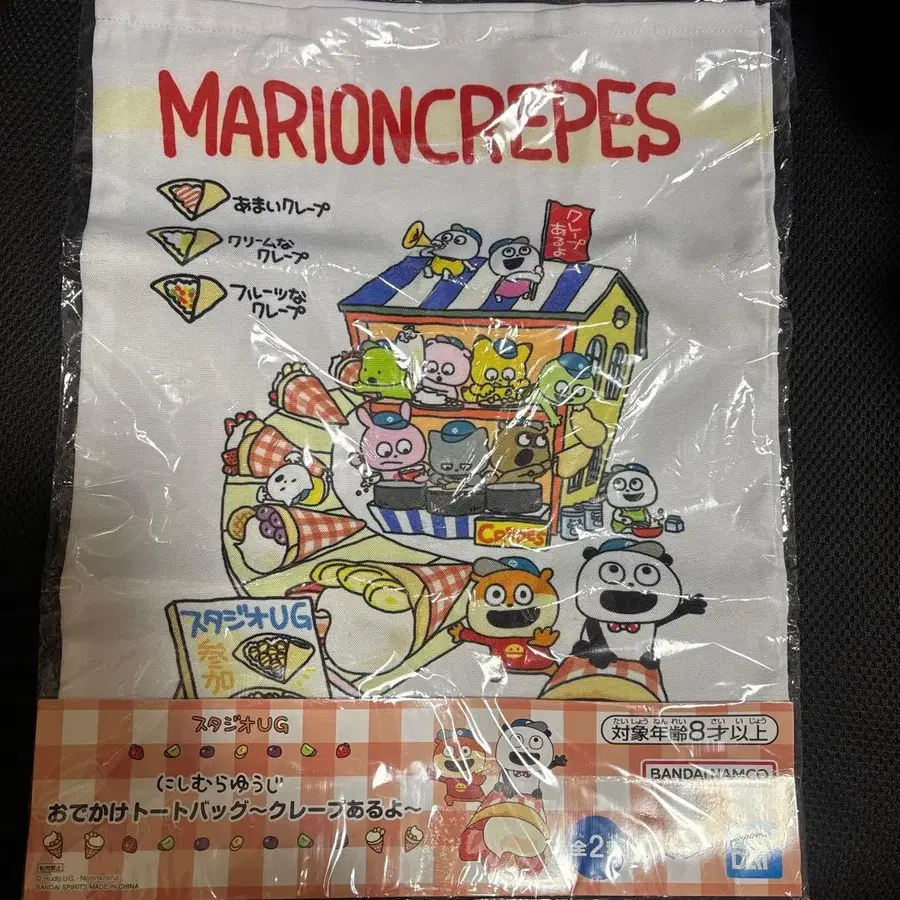 MARIONCREPES
あまいクレープ
クリームな
クレープ
フルーツな
クレープ
クレープ
あるよ
CREPES
スタジオUG
参加
スタジオUG
たいしょうねんれい さいいじょう
対象年齢8才以上
BANDAI NAMCO
にしむらゆうじ
おでかけトートバッグ～クレープあるよ～
全2
転売禁止
BANDAI SPIRITS MADE IN CHINA